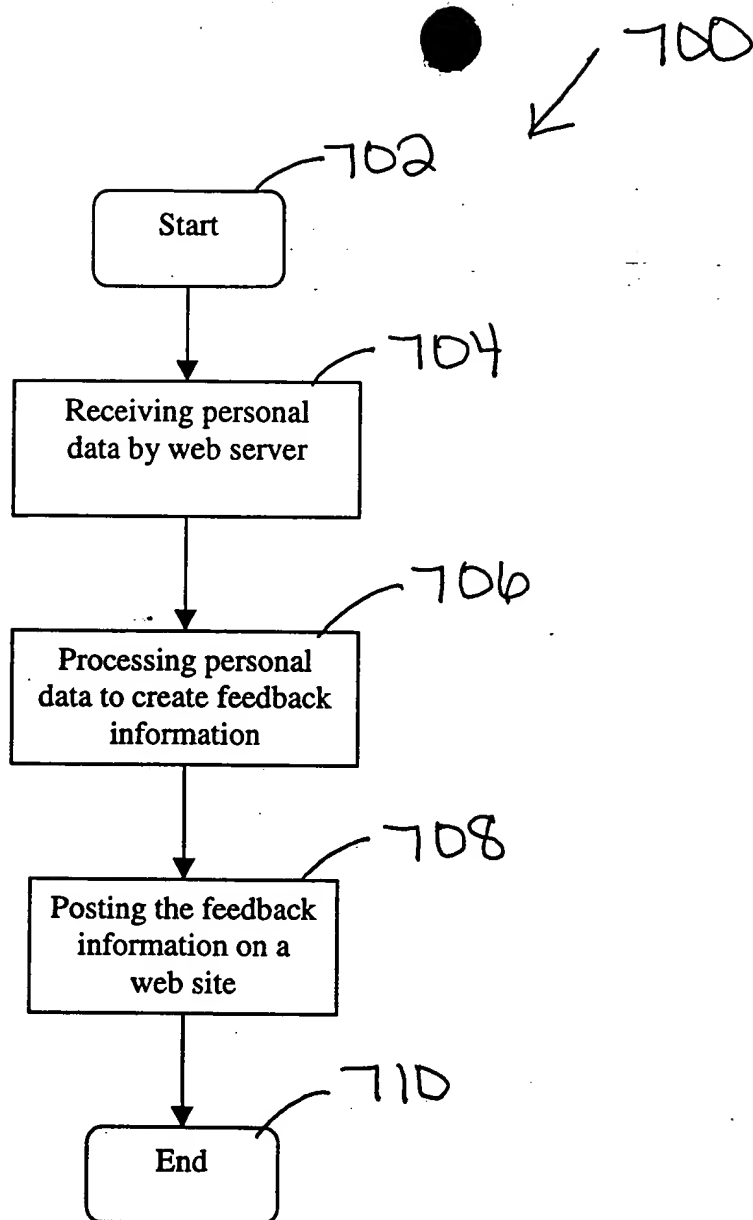 700
702
Start
704
Receiving personal
data by web server
706
Processing personal
data to create feedback
information
708
Posting the feedback
information on a
web site
710
End